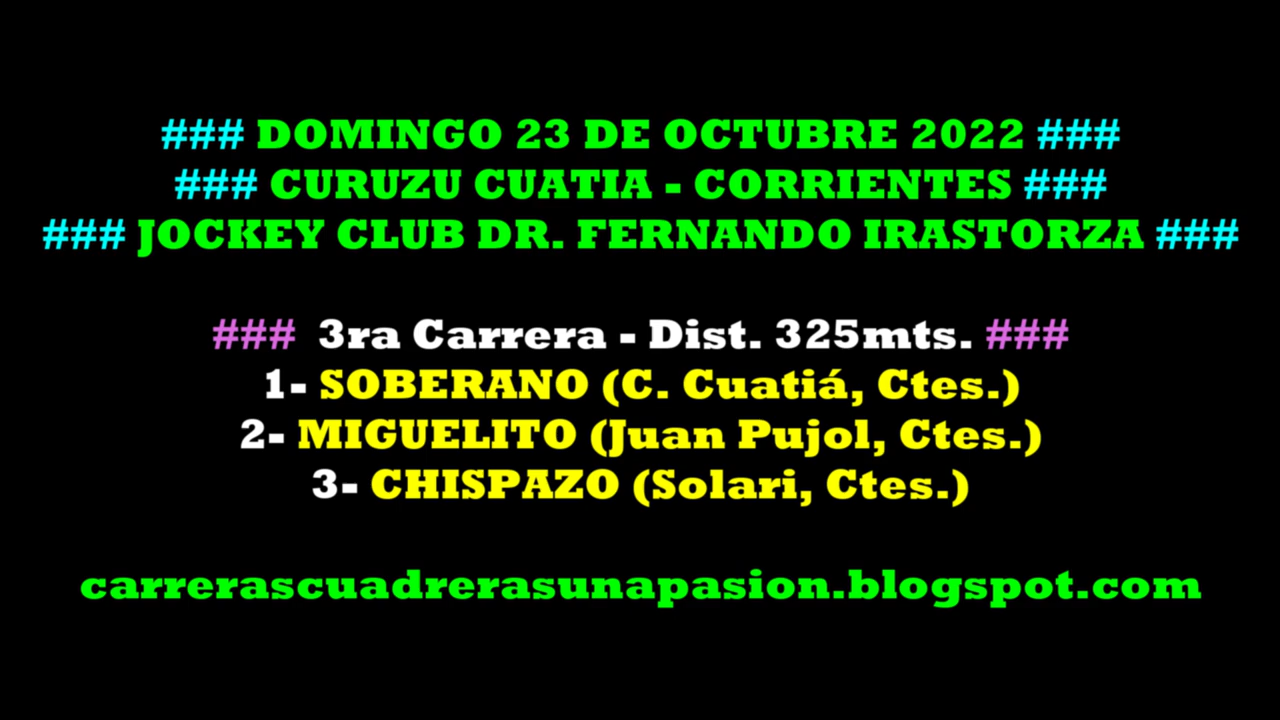 ### DOMINGO 23 DE OCTUBRE 2022 ###
### CURUZU CUATIA - CORRIENTES ###
### JOCKEY CLUB DR. FERNANDO IRASTORZA ###
### 3ra Carrera - Dist. 325mts. ###
1- SOBERANO (C. Cuatiá, Ctes.)
2- MIGUELITO (Juan Pujol, Ctes.)
3- CHISPAZO (Solari, Ctes.)
carrerascuadrerasunapasion.blogspot.com